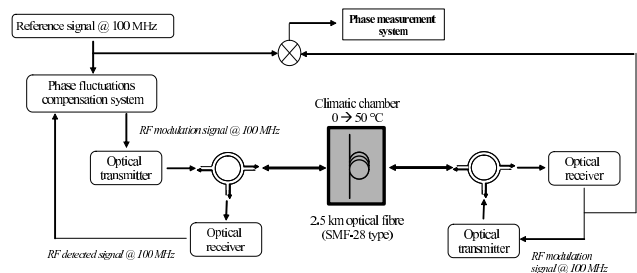 Reference signal @ 100 MHz
Phase measurement
system
Phase fluctuations
compensation system
Climatic chamber
0 → 50 °C
RF modulation signal @ 100 MHz
Optical
transmitter
Optical
receiver
2.5 km optical fibre
(SMF-28 type)
Optical
receiver
Optical
transmitter
RF detected signal @ 100 MHz
RF modulation
signal @ 100 MHz